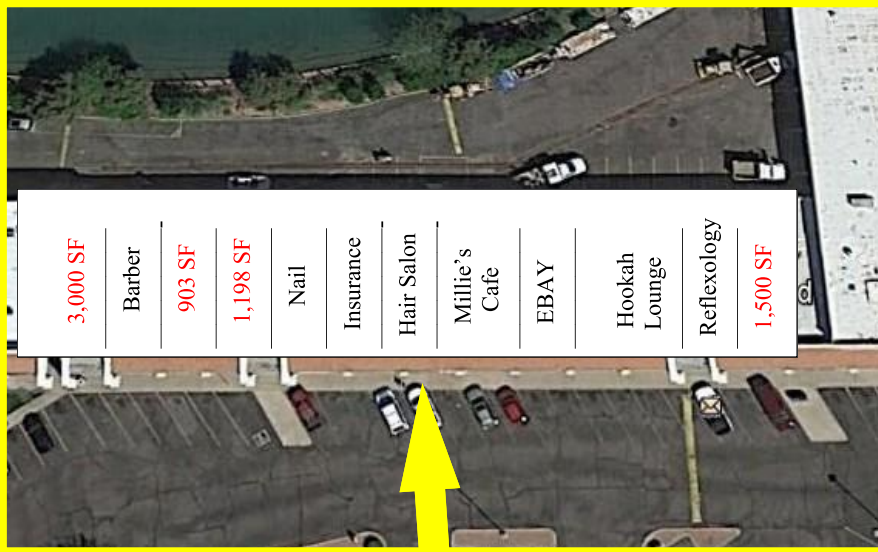 3,000 SF
Barber
903 SF
1,198 SF
Nail
Insurance
Hair Salon
Millie's
Cafe
EBAY
Hookah
Lounge
Reflexology
1,500 SF